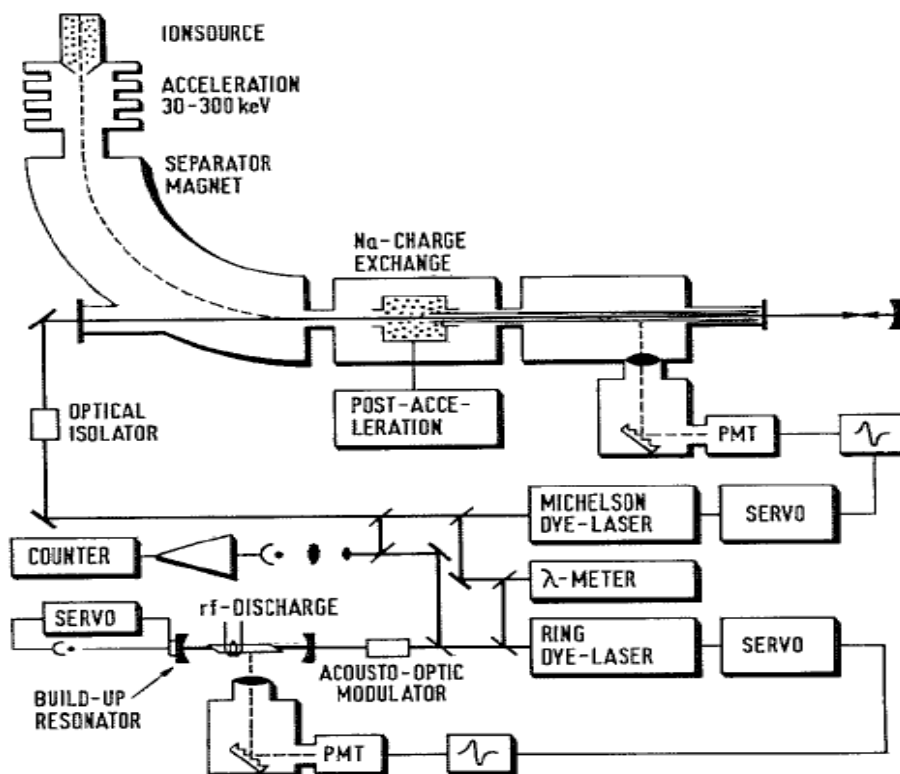 IONSOURCE
ACCELERATION
30-300 keV
SEPARATOR
MAGNET
Na-CHARGE
EXCHANGE
POST-ACCE-
LERATION
OPTICAL
ISOLATOR
PMT
MICHELSON
DYE-LASER
SERVO
COUNTER
λ-METER
rf-DISCHARGE
SERVO
RING
DYE-LASER
SERVO
ACOUSTO-OPTIC
MODULATOR
BUILD-UP
RESONATOR
PMT